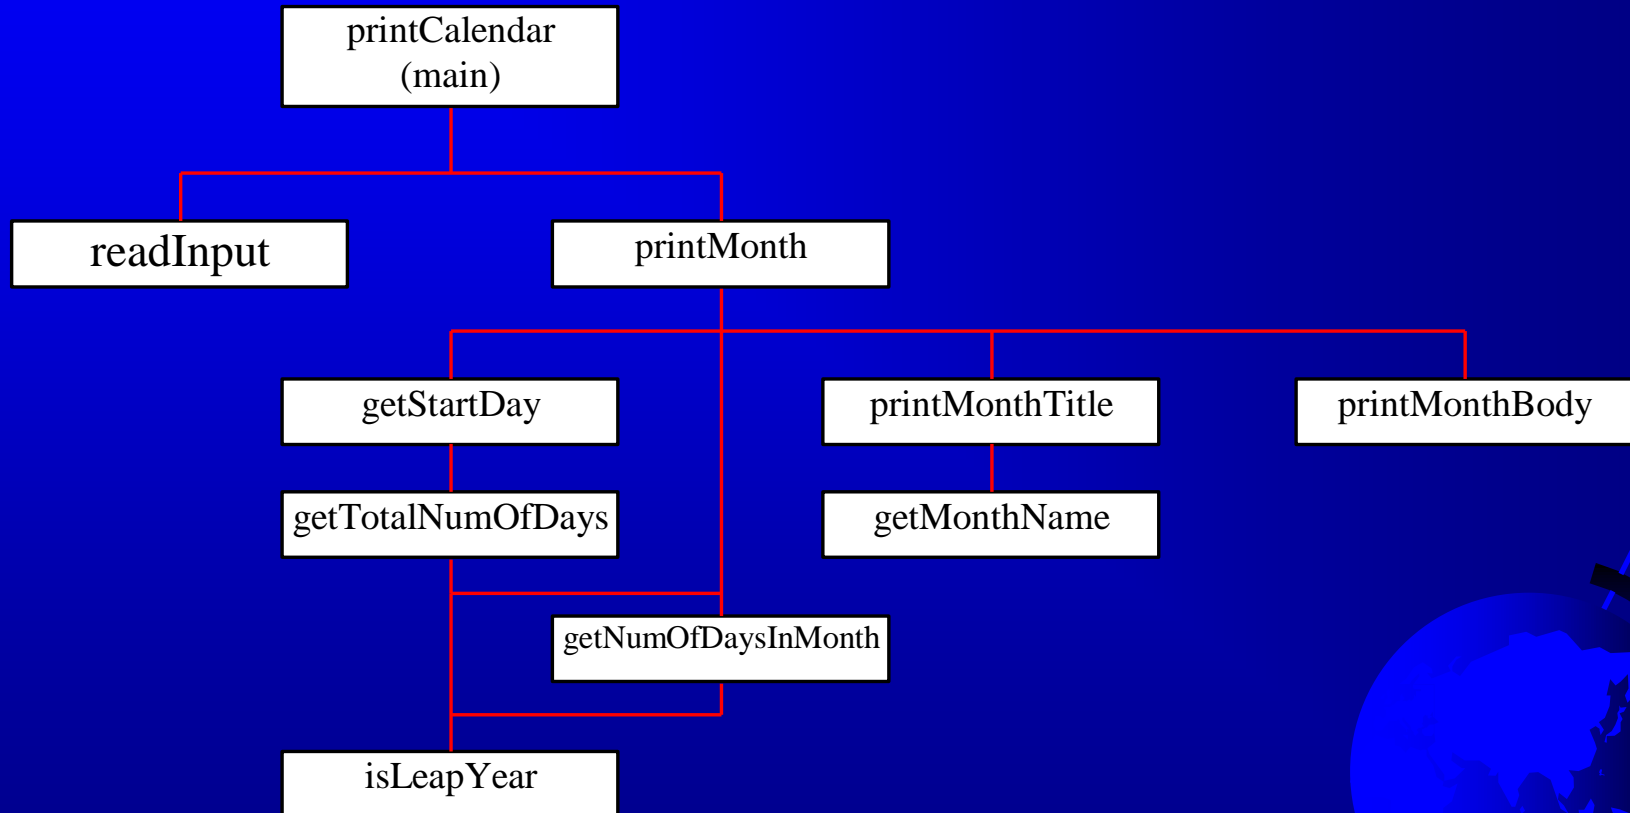 printCalendar
(main)
readInput
printMonth
getStartDay
printMonthTitle
printMonthBody
getTotalNumOfDays
getMonthName
getNumOfDaysInMonth
isLeapYear